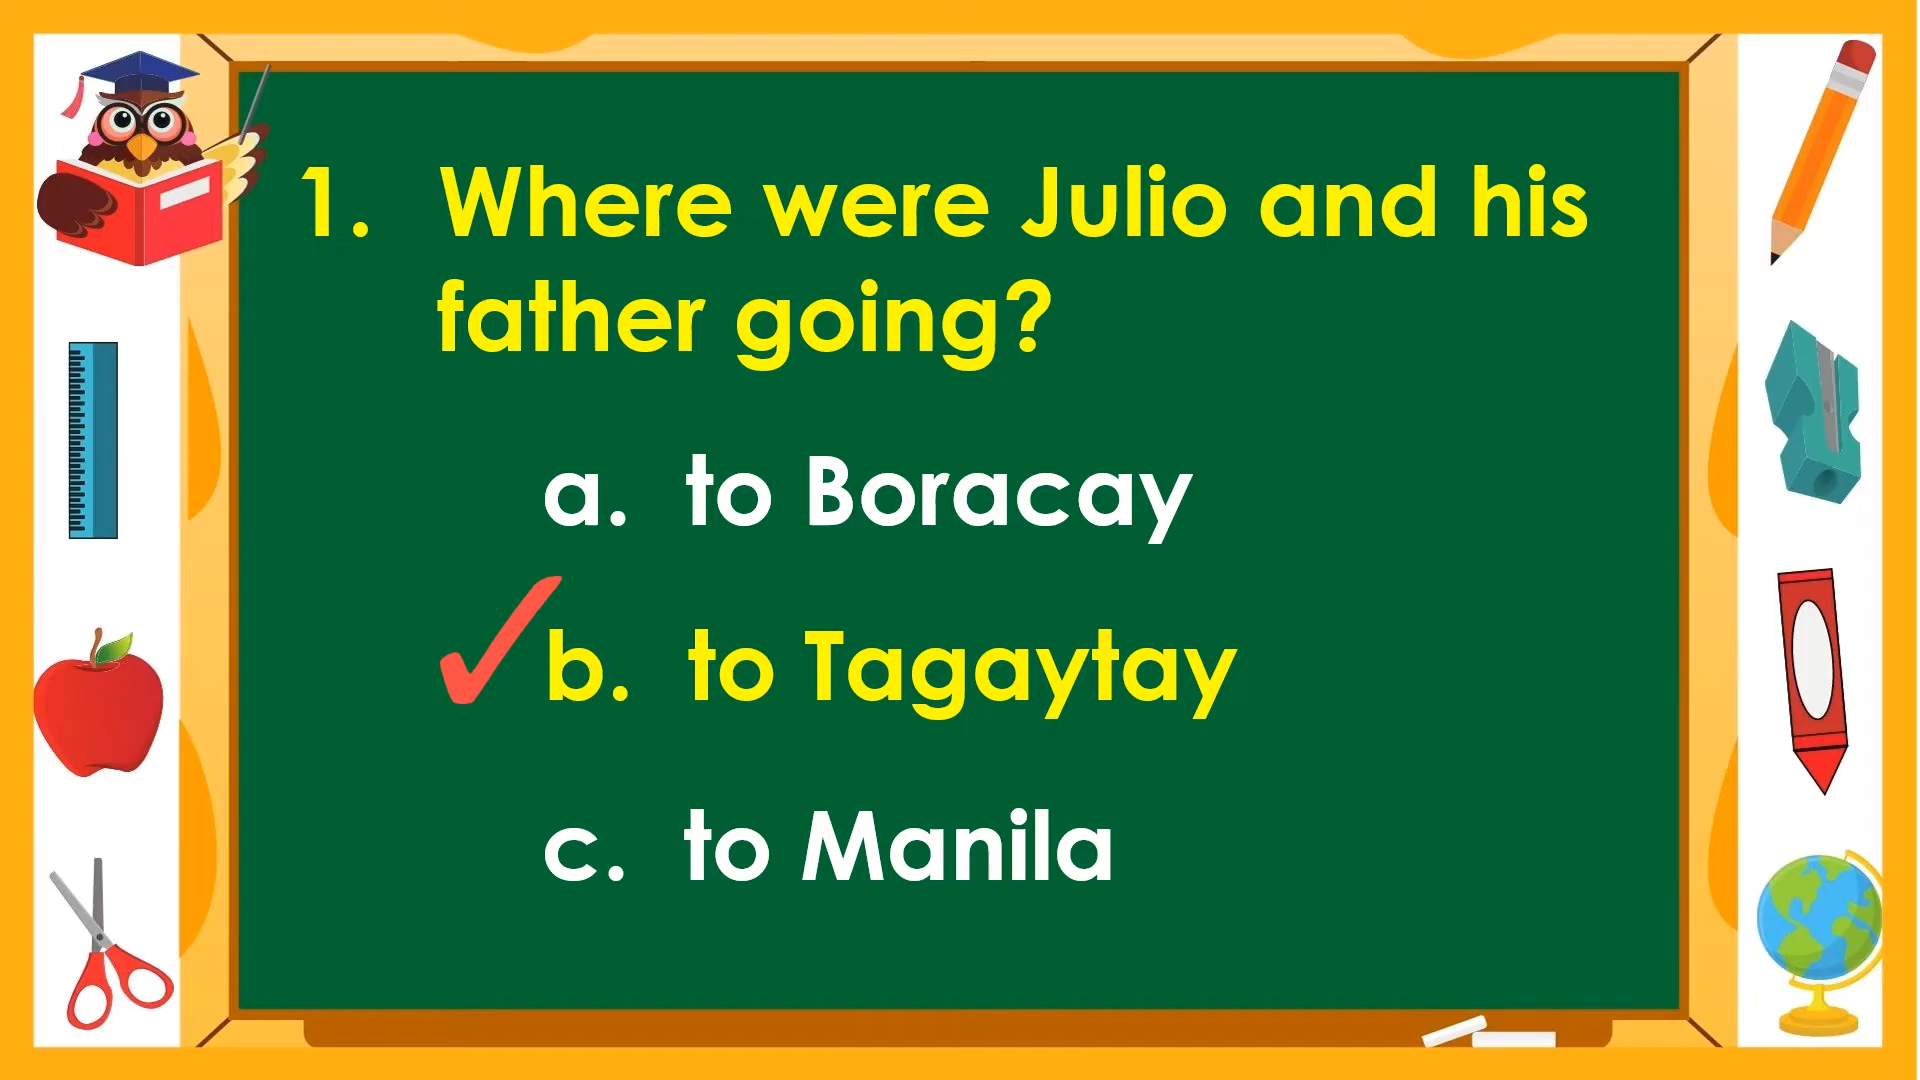 1. Where were Julio and his
father going?
a. to Boracay
b. to Tagaytay
c. to Manila